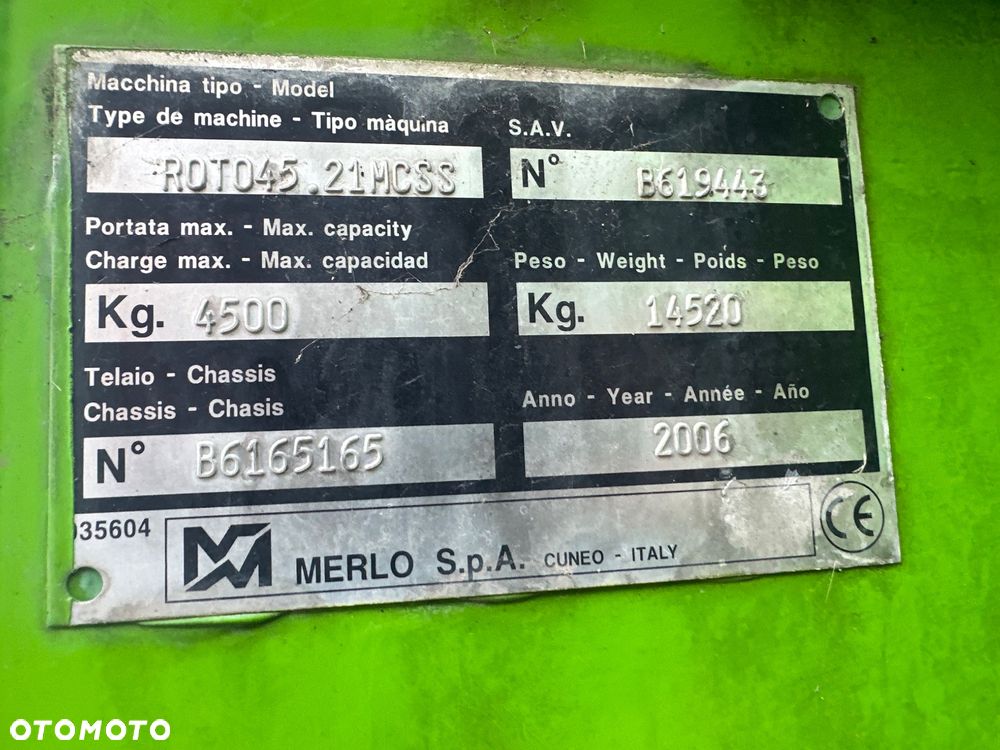 Macchina tipo - Model
Type de machine - Tipo màquina
ROTO45.21MCSS
S.A.V.
N° B619443
Portata max. - Max. capacity
Charge max. - Max. capacidad
Kg. 4500
Peso - Weight - Poids - Peso
Kg. 14520
Telaio - Chassis
Chassis - Chasis
N° B6165165
Anno - Year - Année - Año
2006
035604
MERLO S.p.A. CUNEO - ITALY
CE
OTOMOTO